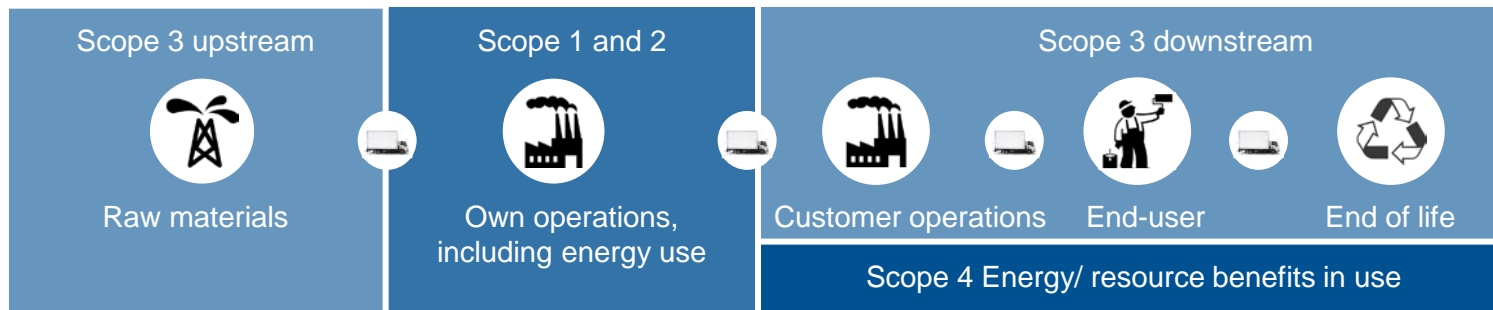 Scope 3 upstream
Raw materials
Scope 1 and 2
Own operations,
including energy use
Scope 3 downstream
Customer operations
End-user
End of life
Scope 4 Energy/ resource benefits in use